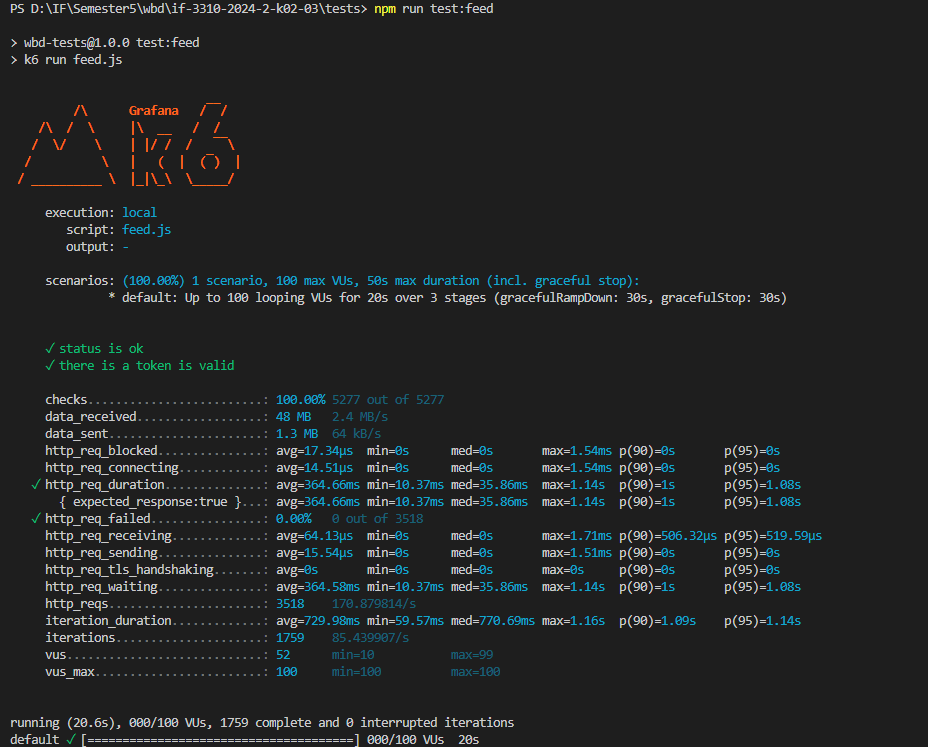 PS D:\IF\Semester5\wbd\if-3310-2024-2-k02-03\tests> npm run test:feed
> wbd-tests@1.0.0 test:feed
> k6 run feed.js
Grafana
execution: local
script: feed.js
output: -
scenarios: (100.00%) 1 scenario, 100 max VUs, 50s max duration (incl. graceful stop):
* default: Up to 100 looping VUs for 20s over 3 stages (gracefulRampDown: 30s, gracefulStop: 30s)
✓ status is ok
✓ there is a token is valid
checks.........................: 100.00% 5277 out of 5277
data_received..................: 48 MB 2.4 MB/s
data_sent......................: 1.3 MB 64 kB/s
http_req_blocked...............: avg=17.34µs min=0s med=0s max=1.54ms p(90)=0s p(95)=0s
http_req_connecting............: avg=14.51µs min=0s med=0s max=1.54ms p(90)=0s p(95)=0s
✓ http_req_duration..............: avg=364.66ms min=10.37ms med=35.86ms max=1.14s p(90)=1s p(95)=1.08s
{ expected_response:true }...: avg=364.66ms min=10.37ms med=35.86ms max=1.14s p(90)=1s p(95)=1.08s
✓ http_req_failed................: 0.00% 0 out of 3518
http_req_receiving.............: avg=64.13µs min=0s med=0s max=1.71ms p(90)=506.32µs p(95)=519.59µs
http_req_sending...............: avg=15.54µs min=0s med=0s max=1.51ms p(90)=0s p(95)=0s
http_req_tls_handshaking.......: avg=0s min=0s med=0s max=0s p(90)=0s p(95)=0s
http_req_waiting...............: avg=364.58ms min=10.37ms med=35.86ms max=1.14s p(90)=1s p(95)=1.08s
http_reqs......................: 3518 170.879814/s
iteration_duration.............: avg=729.98ms min=59.57ms med=770.69ms max=1.16s p(90)=1.09s p(95)=1.14s
iterations.....................: 1759 85.439907/s
vus............................: 52 min=10 max=99
vus_max........................: 100 min=100 max=100
running (20.6s), 000/100 VUs, 1759 complete and 0 interrupted iterations
default ✓ [======================================] 000/100 VUs 20s